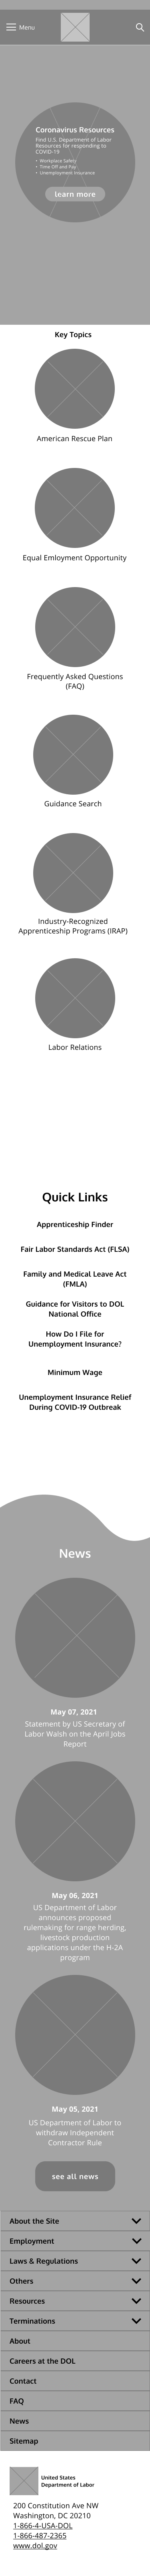 Menu
Coronavirus Resources
Find U.S. Department of Labor
Resources for responding to
COVID-19
• Workplace Safety
• Time Off and Pay
• Unemployment Insurance
learn more
Key Topics
American Rescue Plan
Equal Emloyment Opportunity
Frequently Asked Questions
(FAQ)
Guidance Search
Industry-Recognized
Apprenticeship Programs (IRAP)
Labor Relations
Quick Links
Apprenticeship Finder
Fair Labor Standards Act (FLSA)
Family and Medical Leave Act
(FMLA)
Guidance for Visitors to DOL
National Office
How Do I File for
Unemployment Insurance?
Minimum Wage
Unemployment Insurance Relief
During COVID-19 Outbreak
News
May 07, 2021
Statement by US Secretary of
Labor Walsh on the April Jobs
Report
May 06, 2021
US Department of Labor
announces proposed
rulemaking for range herding,
livestock production
applications under the H-2A
program
May 05, 2021
US Department of Labor to
withdraw Independent
Contractor Rule
see all news
About the Site
Employment
Laws & Regulations
Others
Resources
Terminations
About
Careers at the DOL
Contact
FAQ
News
Sitemap
United States
Department of Labor
200 Constitution Ave NW
Washington, DC 20210
1-866-4-USA-DOL
1-866-487-2365
www.dol.gov